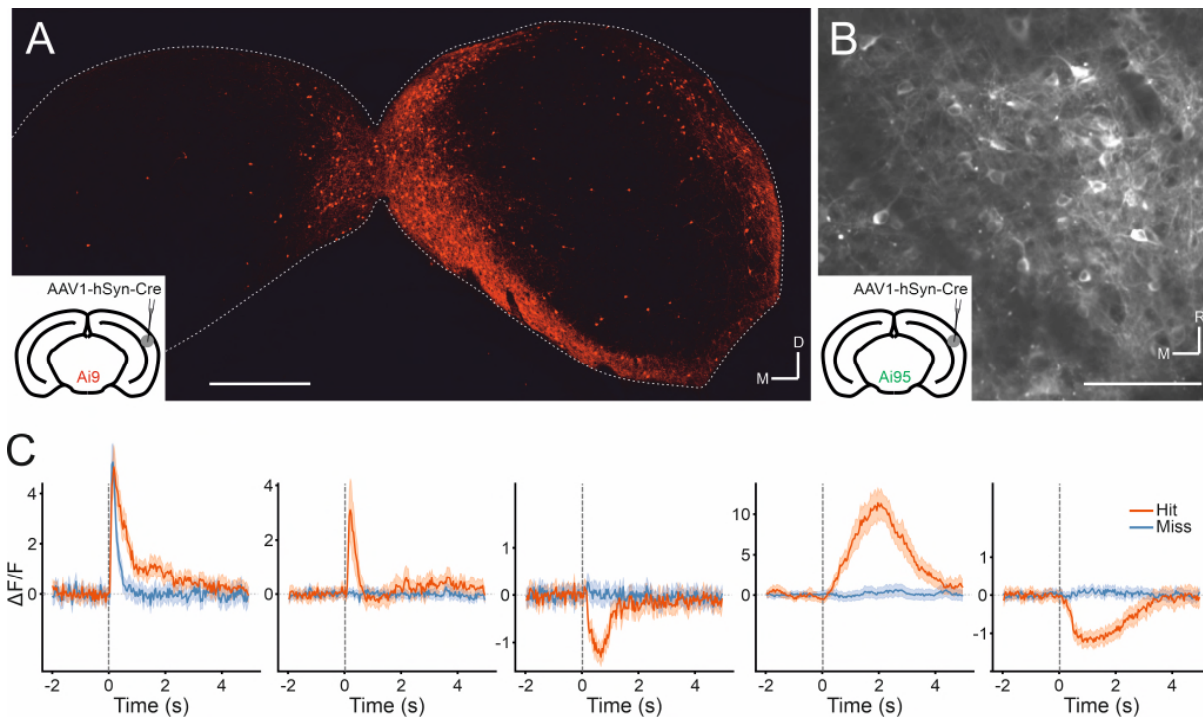 A
B
AAV1-hSyn-Cre
Ai9
D
M
AAV1-hSyn-Cre
Ai95
R
M
C
ΔF/F
4
2
0
-2 0 2 4
Time (s)
4
2
0
-2 0 2 4
Time (s)
1
0
-1
-2 0 2 4
Time (s)
10
5
0
-2 0 2 4
Time (s)
1
0
-1
-2 0 2 4
Time (s)
Hit
Miss